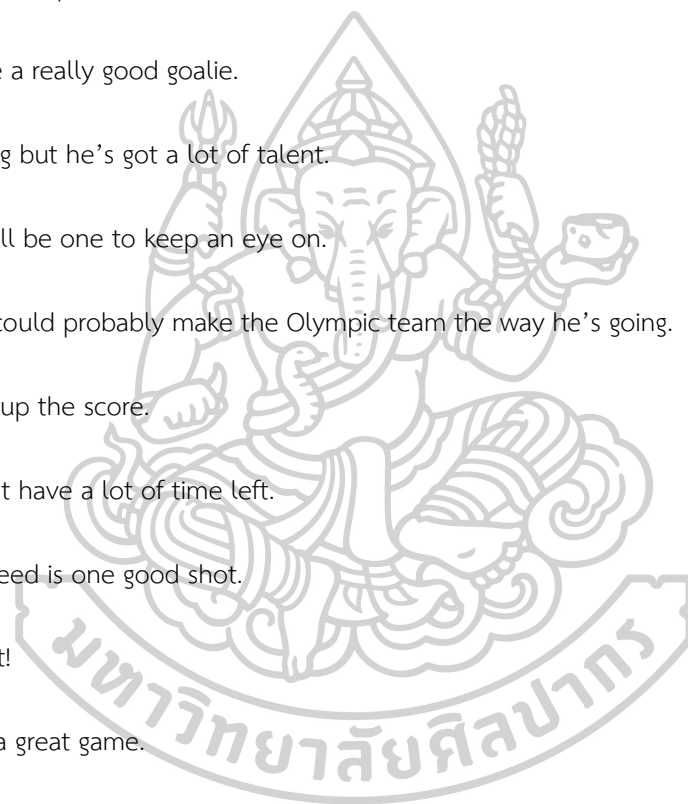 a really good goalie.
but he's got a lot of talent.
be one to keep an eye on.
could probably make the Olympic team the way he's going.
up the score.
have a lot of time left.
is one good shot.
a great game.
มหาวิทยาลัยศิลปากร